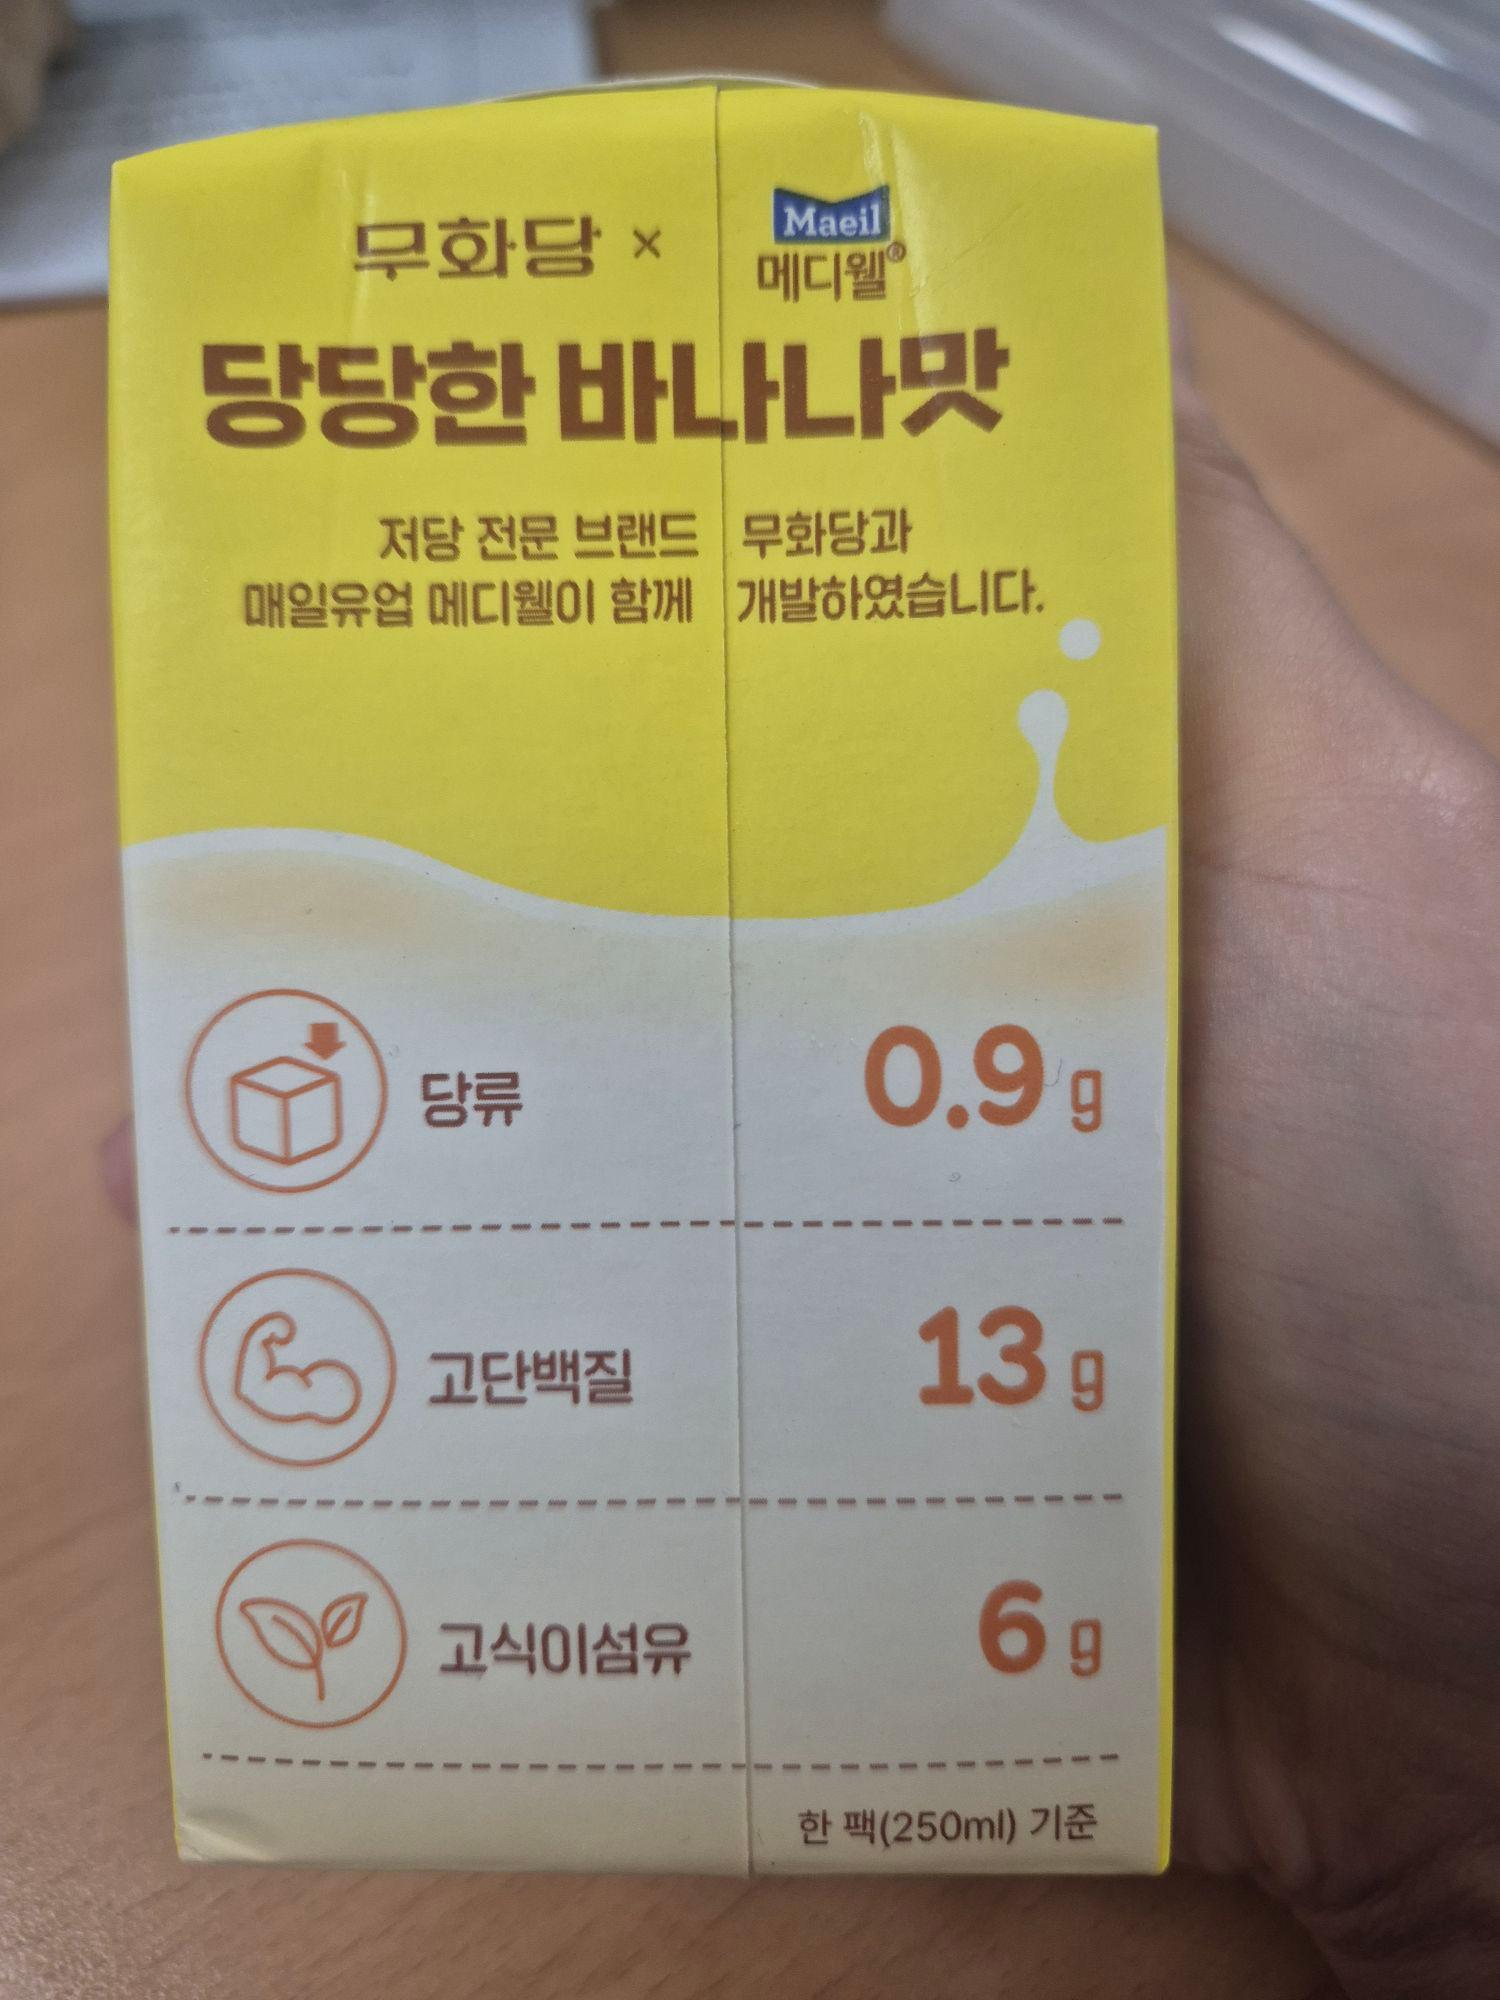 무화당 × Maeil
메디웰®
당당한 바나나맛
저당 전문 브랜드 무화당과
매일유업 메디웰이 함께 개발하였습니다.
당류 0.9 g
고단백질 13 g
고식이섬유 6 g
한 팩(250ml) 기준